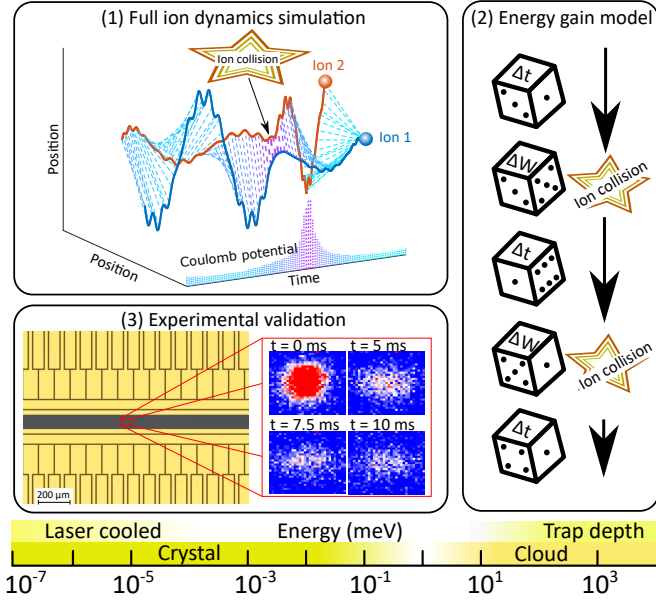 (1) Full ion dynamics simulation
Ion collision
Ion 2
Ion 1
Position
Position
Coulomb potential
Time
(2) Energy gain model
Δt
ΔW
Ion collision
Δt
ΔW
Ion collision
Δt
(3) Experimental validation
t = 0 ms
t = 5 ms
t = 7.5 ms
t = 10 ms
200 μm
Laser cooled
Energy (meV)
Trap depth
Crystal
Cloud
10⁻⁷
10⁻⁵
10⁻³
10⁻¹
10¹
10³